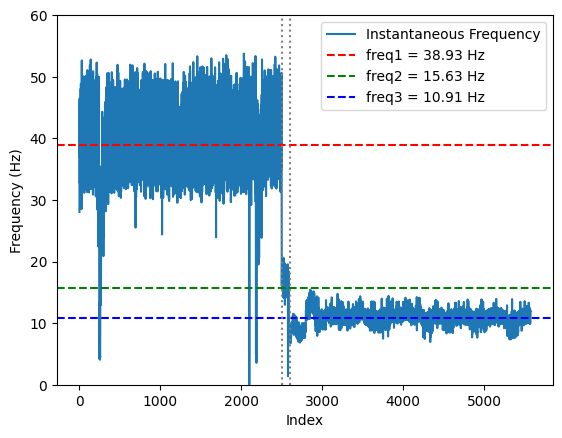 60
50
40
30
20
10
0
Frequency (Hz)
Instantaneous Frequency
freq1 = 38.93 Hz
freq2 = 15.63 Hz
freq3 = 10.91 Hz
0 1000 2000 3000 4000 5000
Index